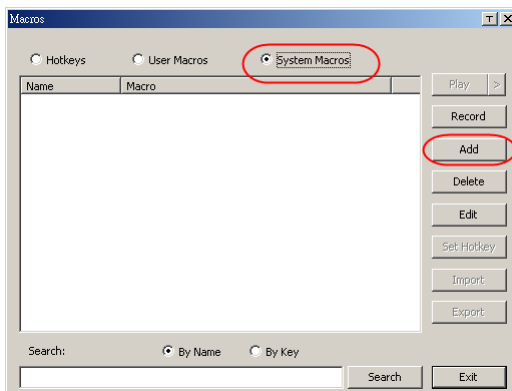 Macros
Hotkeys User Macros System Macros
Name Macro
Play >
Record
Add
Delete
Edit
Set Hotkey
Import
Export
Search: By Name By Key
Search Exit